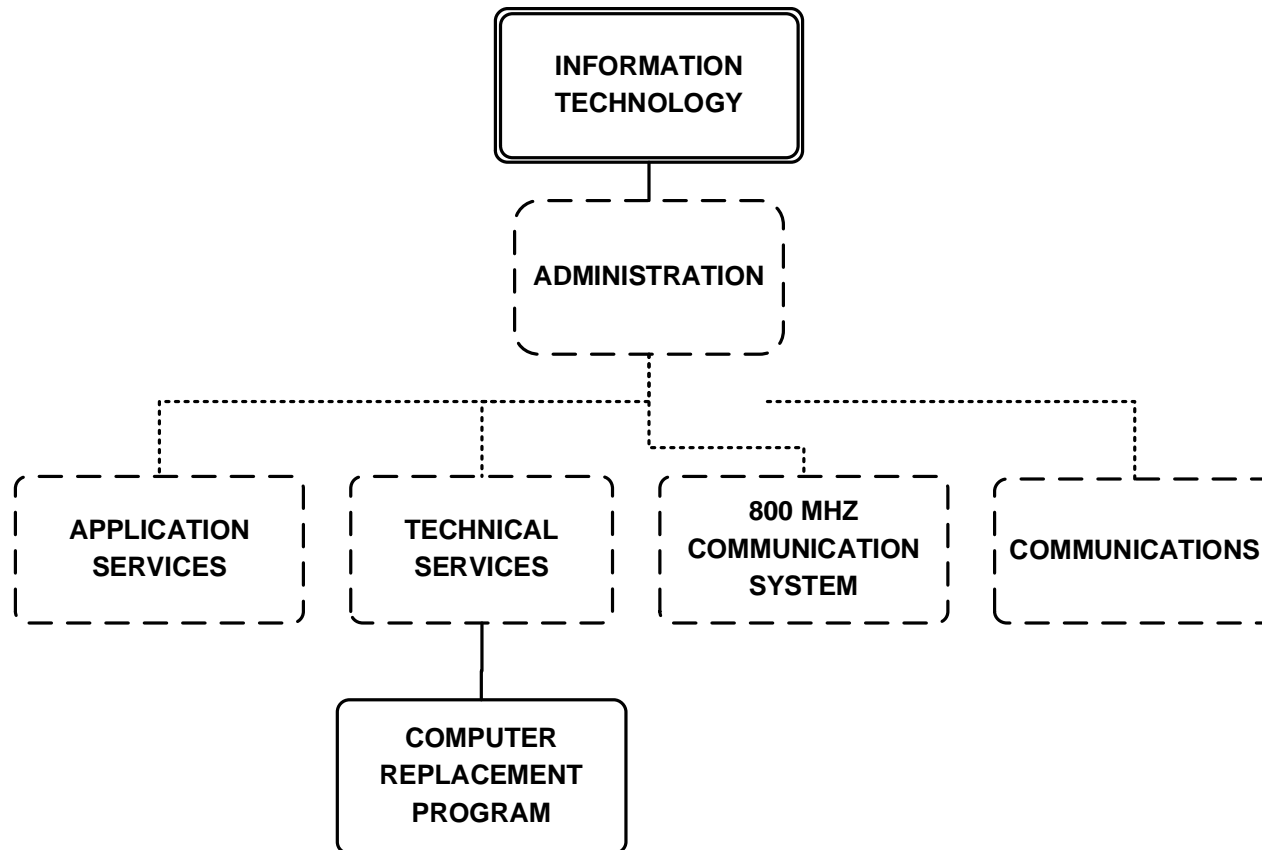 INFORMATION
TECHNOLOGY
ADMINISTRATION
APPLICATION
SERVICES
TECHNICAL
SERVICES
800 MHZ
COMMUNICATION
SYSTEM
COMMUNICATIONS
COMPUTER
REPLACEMENT
PROGRAM